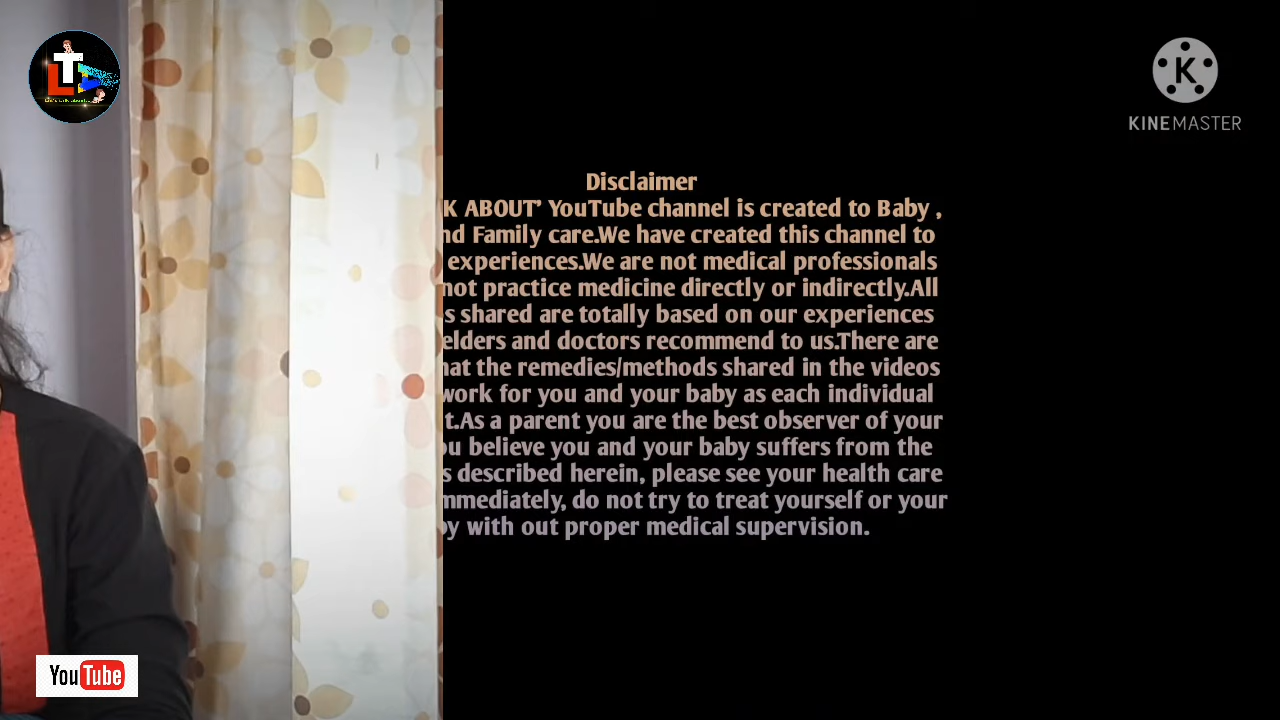 LT
KINEMASTER
Disclaimer
K ABOUT' YouTube channel is created to Baby ,
nd Family care.We have created this channel to
experiences.We are not medical professionals
not practice medicine directly or indirectly.All
s shared are totally based on our experiences
elders and doctors recommend to us.There are
hat the remedies/methods shared in the videos
work for you and your baby as each individual
t.As a parent you are the best observer of your
ou believe you and your baby suffers from the
s described herein, please see your health care
mmediately, do not try to treat yourself or your
by with out proper medical supervision.
YouTube